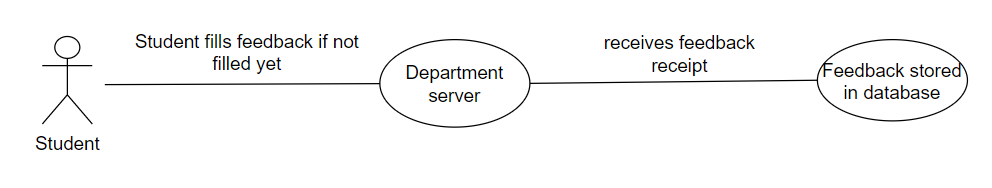 Student fills feedback if not
filled yet
receives feedback
receipt
Department
server
Feedback stored
in database
Student